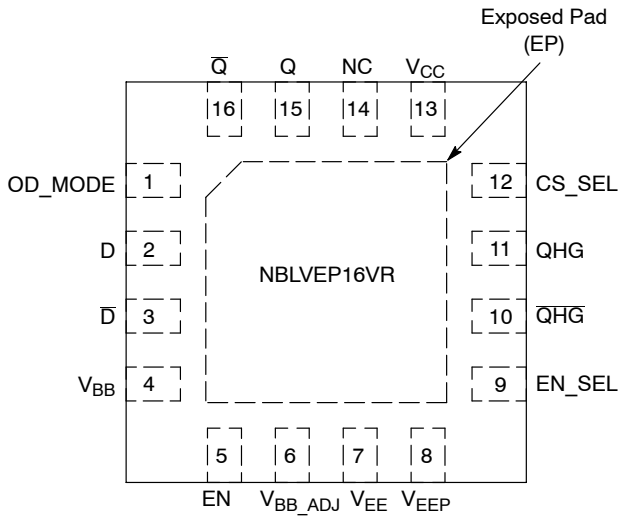 Exposed Pad
(EP)
Q̅ Q NC VCC
16 15 14 13
OD_MODE 1 12 CS_SEL
D 2 11 QHG
NBLVEP16VR
D̅ 3 10 Q̅H̅G̅
VBB 4 9 EN_SEL
5 6 7 8
EN VBB_ADJ VEE VEEP